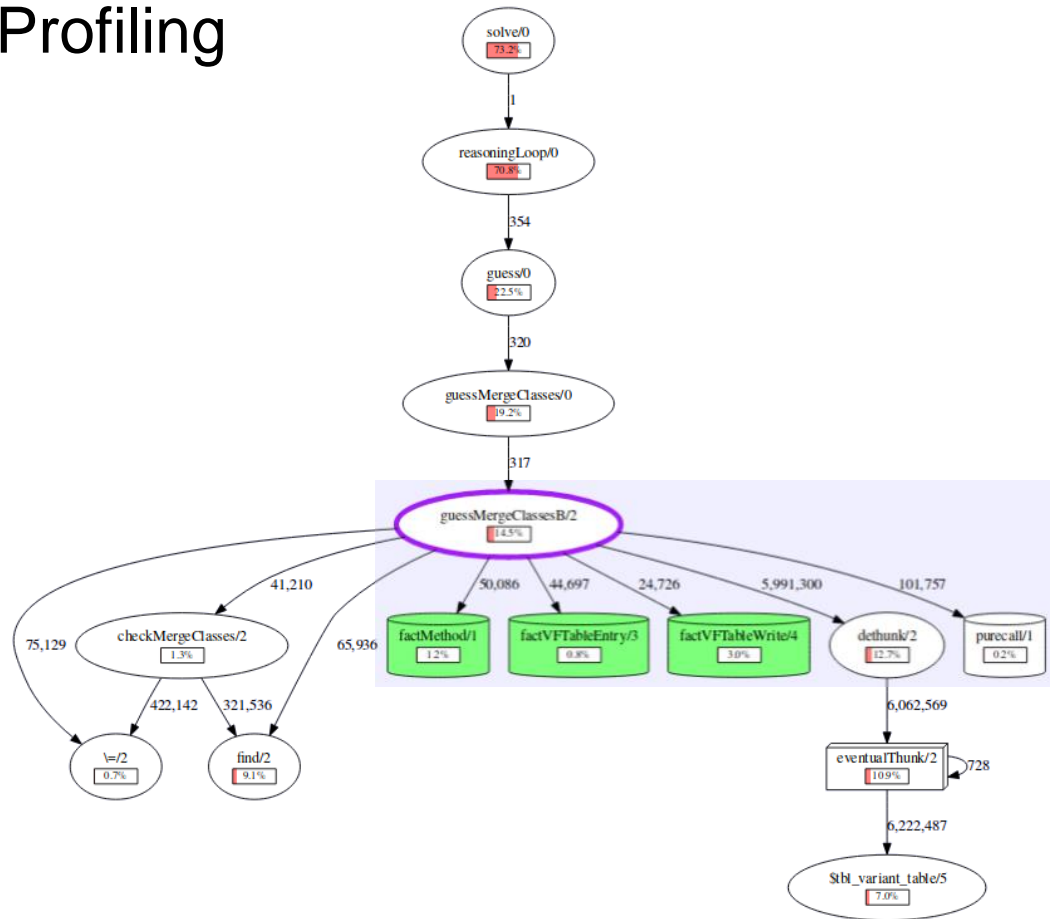 Profiling
solve/0
73.2%
1
reasoningLoop/0
70.8%
354
guess/0
22.5%
320
guessMergeClasses/0
19.2%
317
guessMergeClassesB/2
14.5%
75,129
41,210
65,936
50,086
44,697
24,726
5,991,300
101,757
checkMergeClasses/2
1.3%
factMethod/1
1.2%
factVFTableEntry/3
0.8%
factVFTableWrite/4
3.0%
dethunk/2
12.7%
purecall/1
0.2%
422,142
321,536
6,062,569
\=/2
0.7%
find/2
9.1%
eventualThunk/2
10.9%
728
6,222,487
$tbl_variant_table/5
7.0%